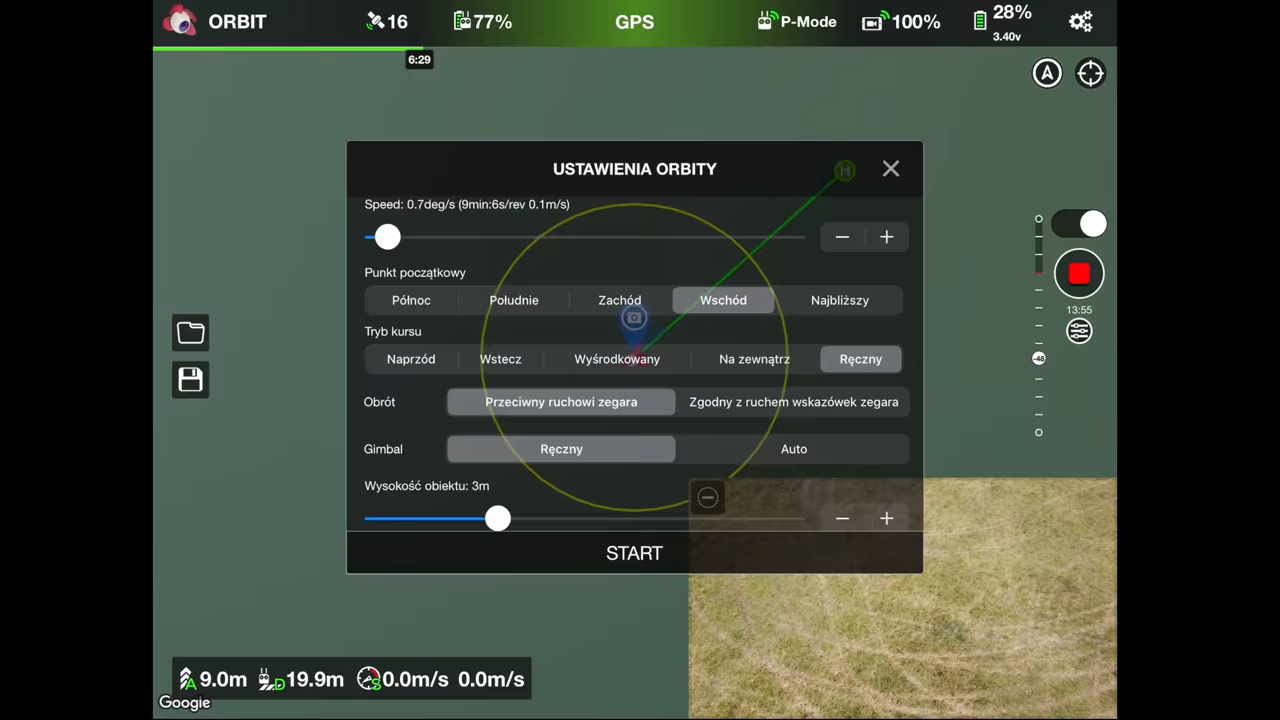 ORBIT
16
77%
GPS
P-Mode
100%
28%
3.40v
6:29
A
USTAWIENIA ORBITY
H
Speed: 0.7deg/s (9min:6s/rev 0.1m/s)
Punkt początkowy
Północ Południe Zachód Wschód Najbliższy
Tryb kursu
Naprzód Wstecz Wyśrodkowany Na zewnątrz Ręczny
Obrót Przeciwny ruchowi zegara Zgodny z ruchem wskazówek zegara
Gimbal Ręczny Auto
Wysokość obiektu: 3m
START
13:55
-48
A 9.0m D 19.9m S 0.0m/s 0.0m/s
Google